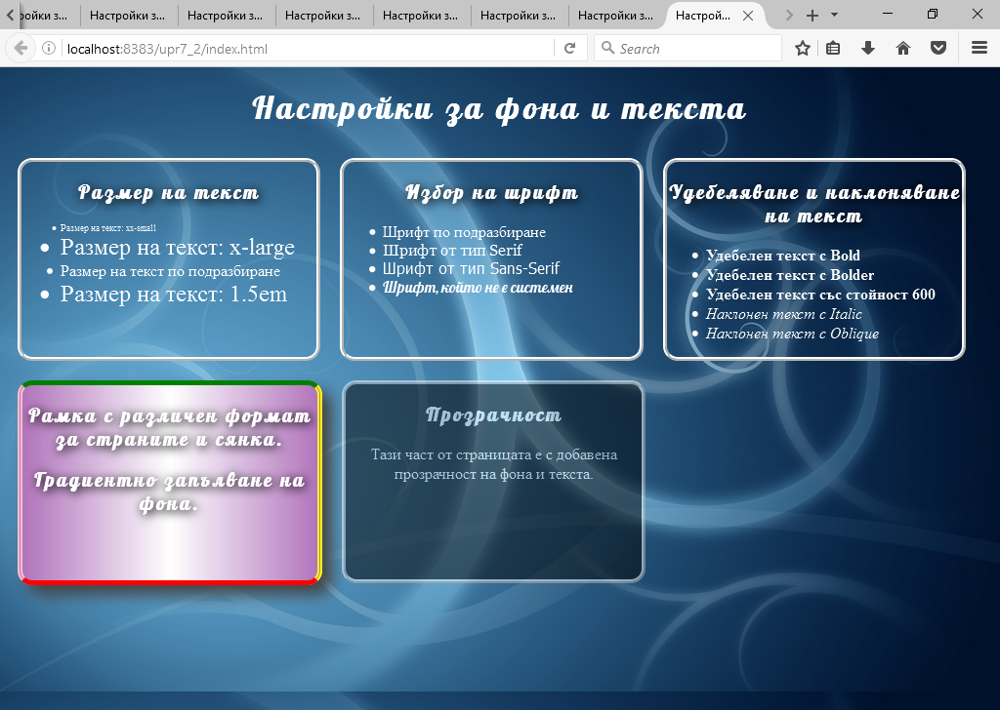 ройки з...
Настройки з...
Настройки з...
Настройки з...
Настройки з...
Настройки з...
Настройки з...
Настрой...
localhost:8383/upr7_2/index.html
Search
Настройки за фона и текста
Размер на текст
Размер на текст: xx-small
Размер на текст: x-large
Размер на текст по подразбиране
Размер на текст: 1.5em
Избор на шрифт
Шрифт по подразбиране
Шрифт от тип Serif
Шрифт от тип Sans-Serif
Шрифт, който не е системен
Удебеляване и наклоняване
на текст
Удебелен текст с Bold
Удебелен текст с Bolder
Удебелен текст със стойност 600
Наклонен текст с Italic
Наклонен текст с Oblique
Рамка с различен формат
за страните и сянка.
Градиентно запълване на
фона.
Прозрачност
Тази част от страницата е с добавена
прозрачност на фона и текста.